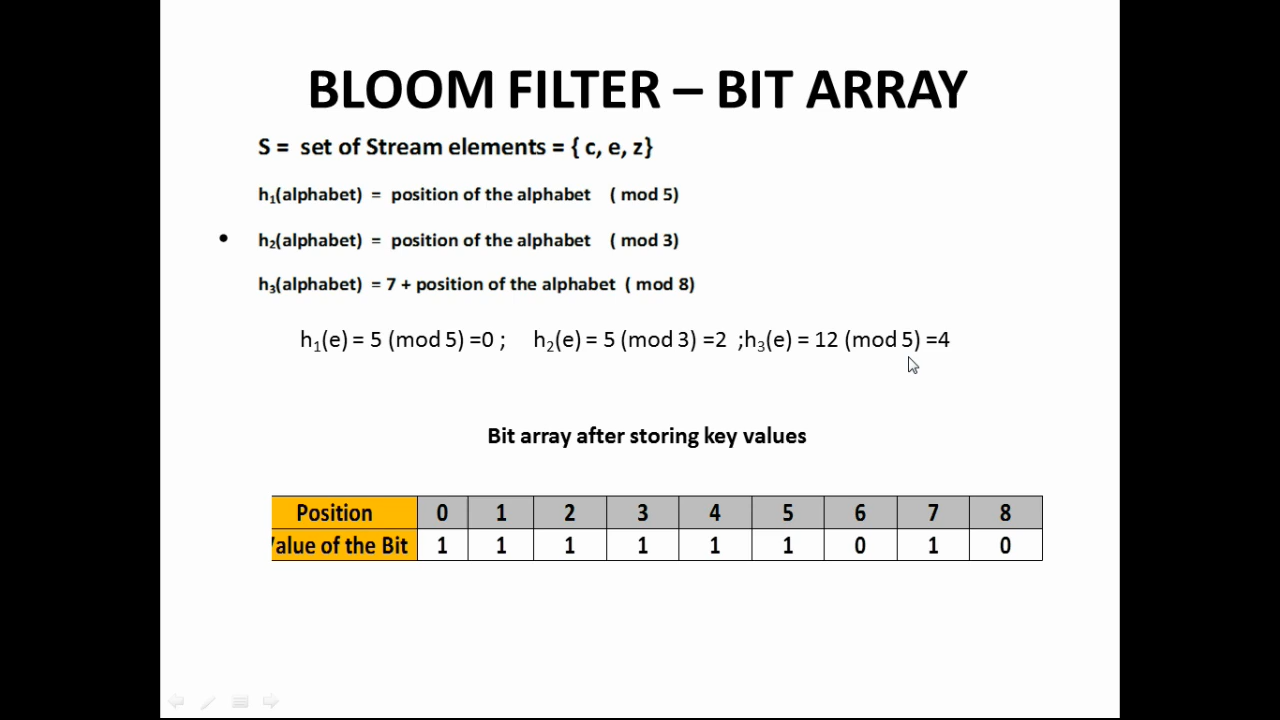 BLOOM FILTER – BIT ARRAY
S = set of Stream elements = { c, e, z}
h₁(alphabet) = position of the alphabet ( mod 5)
• h₂(alphabet) = position of the alphabet ( mod 3)
h₃(alphabet) = 7 + position of the alphabet ( mod 8)
h₁(e) = 5 (mod 5) =0 ; h₂(e) = 5 (mod 3) =2 ;h₃(e) = 12 (mod 5) =4
Bit array after storing key values
Position 0 1 2 3 4 5 6 7 8
Value of the Bit 1 1 1 1 1 1 0 1 0